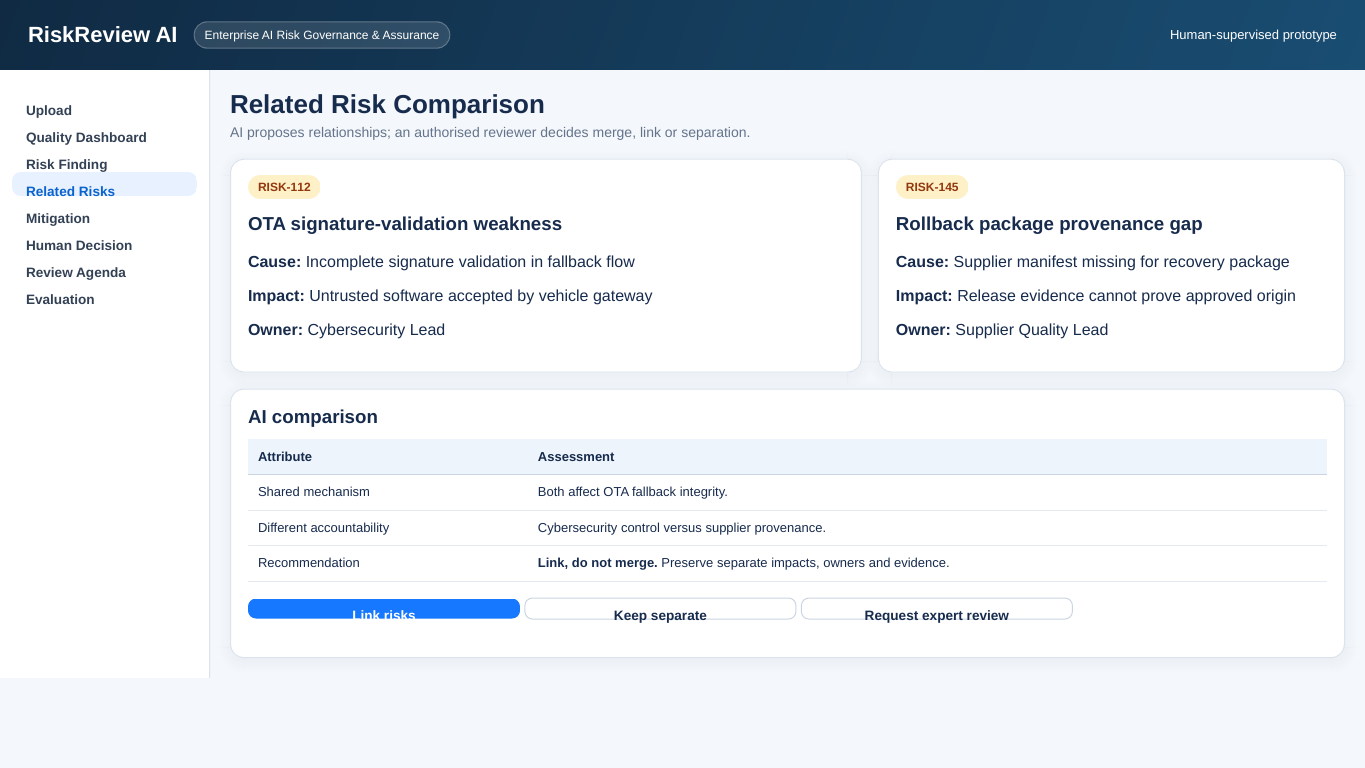 RiskReview AI
Enterprise AI Risk Governance & Assurance
Human-supervised prototype
Upload
Quality Dashboard
Risk Finding
Related Risks
Mitigation
Human Decision
Review Agenda
Evaluation
Related Risk Comparison
AI proposes relationships; an authorised reviewer decides merge, link or separation.
RISK-112
OTA signature-validation weakness
Cause: Incomplete signature validation in fallback flow
Impact: Untrusted software accepted by vehicle gateway
Owner: Cybersecurity Lead
RISK-145
Rollback package provenance gap
Cause: Supplier manifest missing for recovery package
Impact: Release evidence cannot prove approved origin
Owner: Supplier Quality Lead
AI comparison
Attribute Assessment
Shared mechanism Both affect OTA fallback integrity.
Different accountability Cybersecurity control versus supplier provenance.
Recommendation Link, do not merge. Preserve separate impacts, owners and evidence.
Link risks Keep separate Request expert review